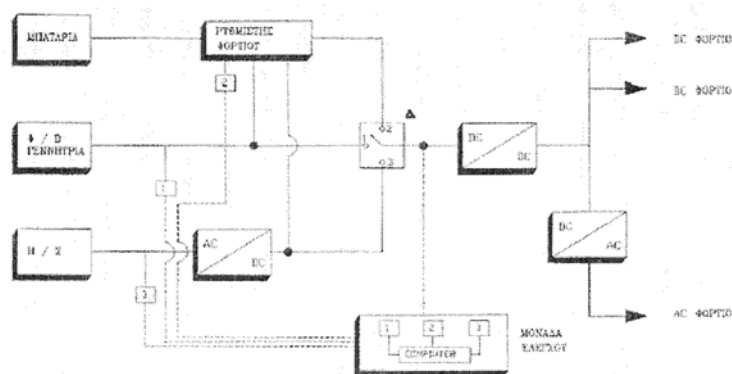 ΜΠΑΤΑΡΙΑ
ΡΥΘΜΙΣΤΗΣ
ΦΟΡΤΙΟΥ
DC ΦΟΡΤΙΟ
2
DC ΦΟΡΤΙΟ
Δ
2
Φ / Β
ΓΕΝΝΗΤΡΙΑ
1
3
DC
DC
1
Η / Ζ
AC
DC
DC
AC
3
1
2
3
COMPUTER
ΜΟΝΑΔΑ
ΕΛΕΓΧΟΥ
AC ΦΟΡΤΙΟ